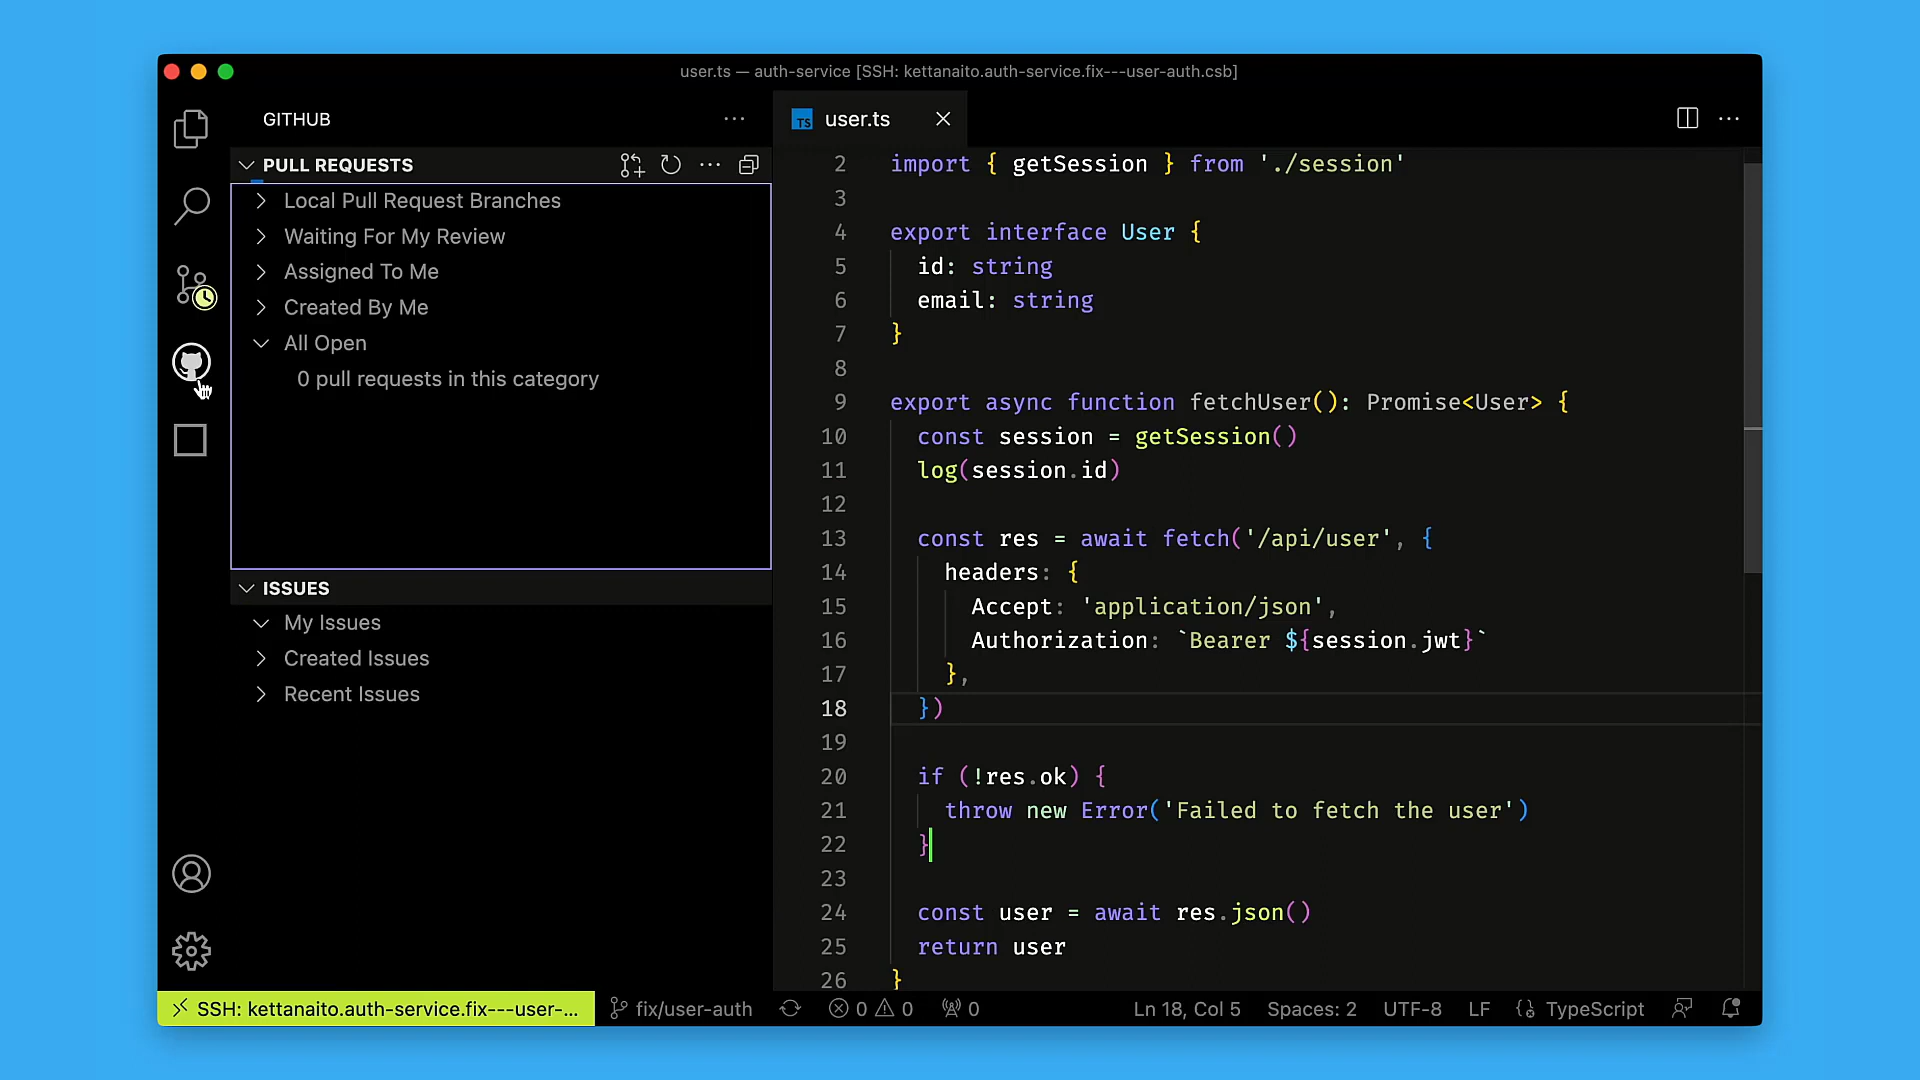 user.ts — auth-service [SSH: kettanaito.auth-service.fix---user-auth.csb]
GITHUB
PULL REQUESTS
Local Pull Request Branches
Waiting For My Review
Assigned To Me
Created By Me
All Open
0 pull requests in this category
ISSUES
My Issues
Created Issues
Recent Issues
TS user.ts
2 import { getSession } from './session'
3
4 export interface User {
5 id: string
6 email: string
7 }
8
9 export async function fetchUser(): Promise<User> {
10 const session = getSession()
11 log(session.id)
12
13 const res = await fetch('/api/user', {
14 headers: {
15 Accept: 'application/json',
16 Authorization: `Bearer ${session.jwt}`
17 },
18 })
19
20 if (!res.ok) {
21 throw new Error('Failed to fetch the user')
22 }
23
24 const user = await res.json()
25 return user
26 }
SSH: kettanaito.auth-service.fix---user-... fix/user-auth 0 0 0 Ln 18, Col 5 Spaces: 2 UTF-8 LF TypeScript